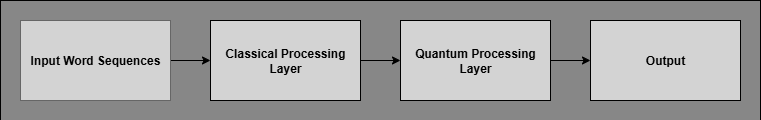 Input Word Sequences
Classical Processing
Layer
Quantum Processing
Layer
Output